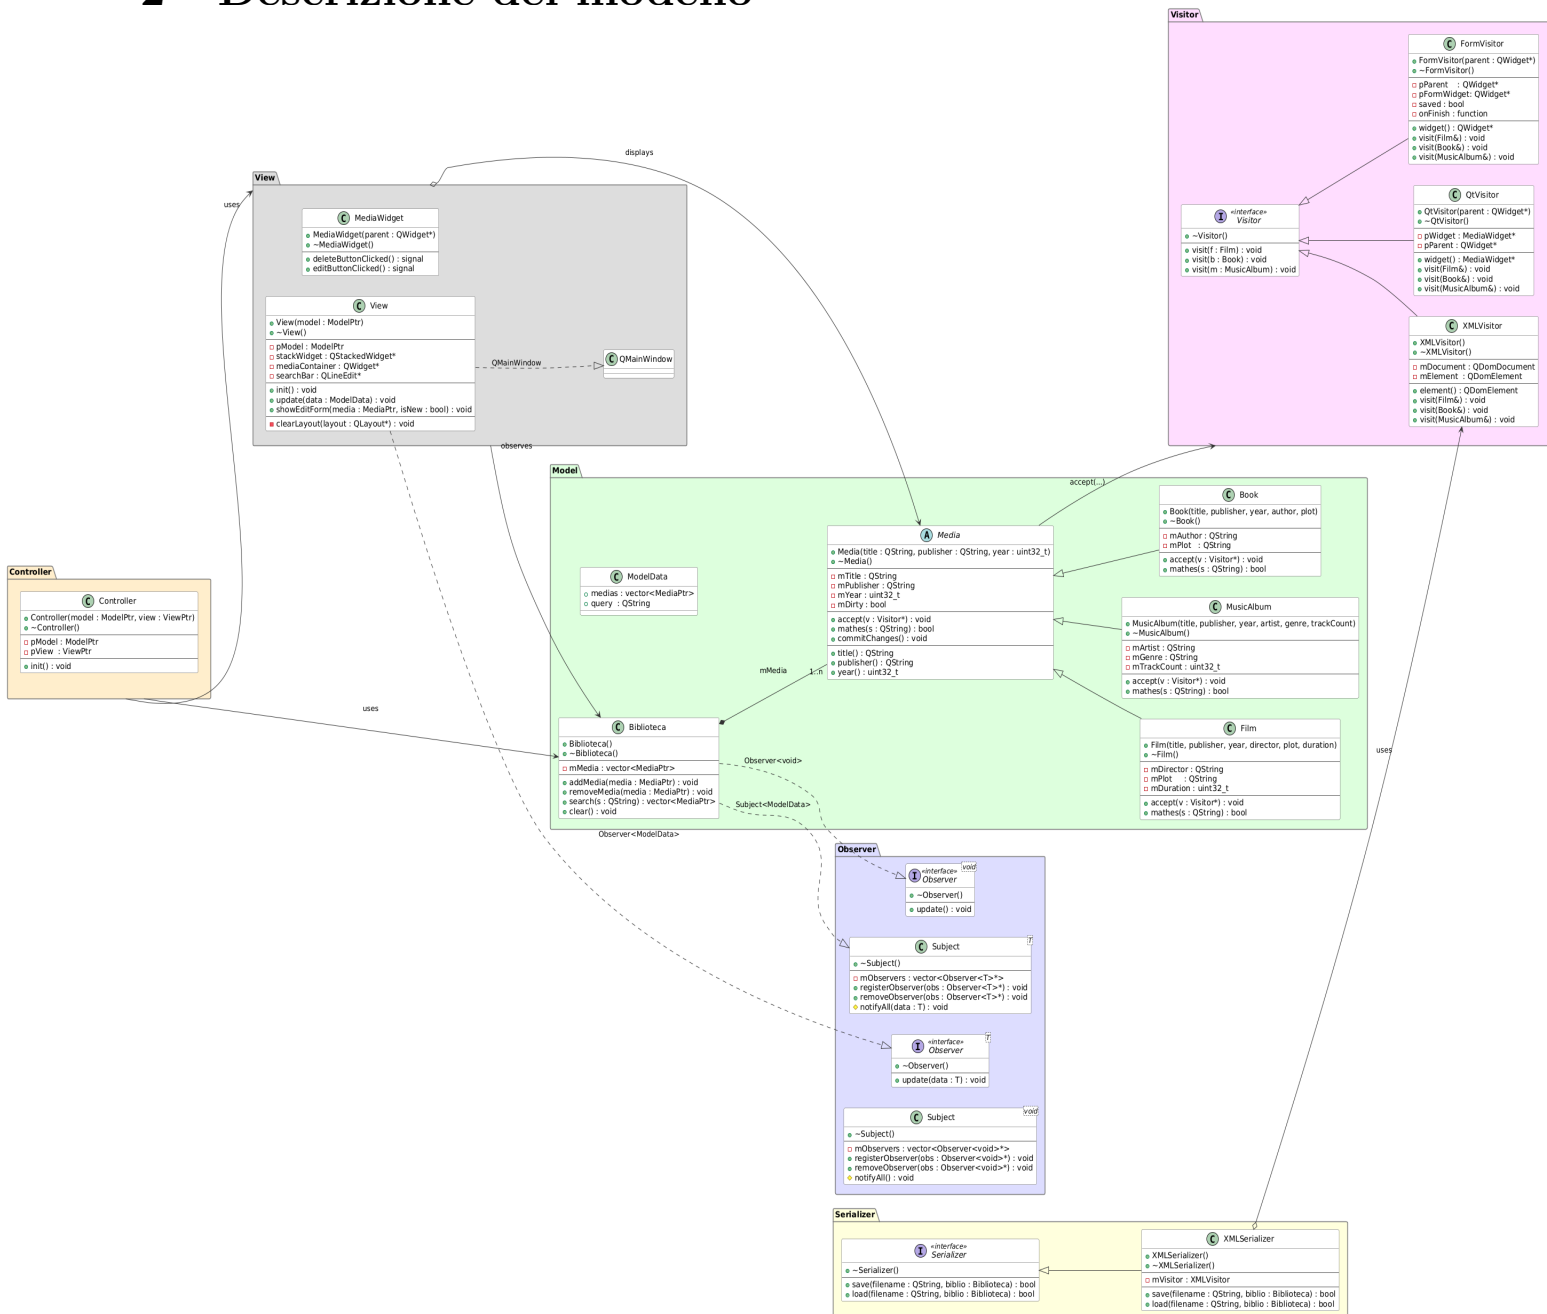 2 Descrizione del modello
Visitor
C FormVisitor
FormVisitor(parent : QWidget*)
~FormVisitor()
pParent : QWidget*
pFormWidget: QWidget*
saved : bool
onFinish : function
widget() : QWidget*
visit(Film&) : void
visit(Book&) : void
visit(MusicAlbum&) : void
C QtVisitor
QtVisitor(parent : QWidget*)
~QtVisitor()
pWidget : MediaWidget*
pParent : QWidget*
widget() : MediaWidget*
visit(Film&) : void
visit(Book&) : void
visit(MusicAlbum&) : void
I «interface»
Visitor
~Visitor()
visit(f : Film) : void
visit(b : Book) : void
visit(m : MusicAlbum) : void
C XMLVisitor
XMLVisitor()
~XMLVisitor()
mDocument : QDomDocument
mElement : QDomElement
element() : QDomElement
visit(Film&) : void
visit(Book&) : void
visit(MusicAlbum&) : void
displays
uses
View
C MediaWidget
MediaWidget(parent : QWidget*)
~MediaWidget()
deleteButtonClicked() : signal
editButtonClicked() : signal
C View
View(model : ModelPtr)
~View()
pModel : ModelPtr
stackWidget : QStackedWidget*
mediaContainer : QWidget*
searchBar : QLineEdit*
init() : void
update(data : ModelData) : void
showEditForm(media : MediaPtr, isNew : bool) : void
clearLayout(layout : QLayout*) : void
QMainWindow
C QMainWindow
observes
Model
accept(...)
C Book
Book(title, publisher, year, author, plot)
~Book()
mAuthor : QString
mPlot : QString
accept(v : Visitor*) : void
mathes(s : QString) : bool
A Media
Media(title : QString, publisher : QString, year : uint32_t)
~Media()
mTitle : QString
mPublisher : QString
mYear : uint32_t
mDirty : bool
accept(v : Visitor*) : void
mathes(s : QString) : bool
commitChanges() : void
title() : QString
publisher() : QString
year() : uint32_t
C ModelData
medias : vector<MediaPtr>
query : QString
C MusicAlbum
MusicAlbum(title, publisher, year, artist, genre, trackCount)
~MusicAlbum()
mArtist : QString
mGenre : QString
mTrackCount : uint32_t
accept(v : Visitor*) : void
mathes(s : QString) : bool
mMedia
1..n
Controller
C Controller
Controller(model : ModelPtr, view : ViewPtr)
~Controller()
pModel : ModelPtr
pView : ViewPtr
init() : void
uses
C Biblioteca
Biblioteca()
~Biblioteca()
mMedia : vector<MediaPtr>
addMedia(media : MediaPtr) : void
removeMedia(media : MediaPtr) : void
search(s : QString) : vector<MediaPtr>
clear() : void
C Film
Film(title, publisher, year, director, plot, duration)
~Film()
mDirector : QString
mPlot : QString
mDuration : uint32_t
accept(v : Visitor*) : void
mathes(s : QString) : bool
uses
Observer<void>
Subject<ModelData>
Observer<ModelData>
Observer
I «interface»
Observer
void
~Observer()
update() : void
C Subject
T
~Subject()
mObservers : vector<Observer<T>*>
registerObserver(obs : Observer<T>*) : void
removeObserver(obs : Observer<T>*) : void
notifyAll(data : T) : void
I «interface»
Observer
T
~Observer()
update(data : T) : void
C Subject
void
~Subject()
mObservers : vector<Observer<void>*>
registerObserver(obs : Observer<void>*) : void
removeObserver(obs : Observer<void>*) : void
notifyAll() : void
Serializer
I «interface»
Serializer
~Serializer()
save(filename : QString, biblio : Biblioteca) : bool
load(filename : QString, biblio : Biblioteca) : bool
C XMLSerializer
XMLSerializer()
~XMLSerializer()
mVisitor : XMLVisitor
save(filename : QString, biblio : Biblioteca) : bool
load(filename : QString, biblio : Biblioteca) : bool